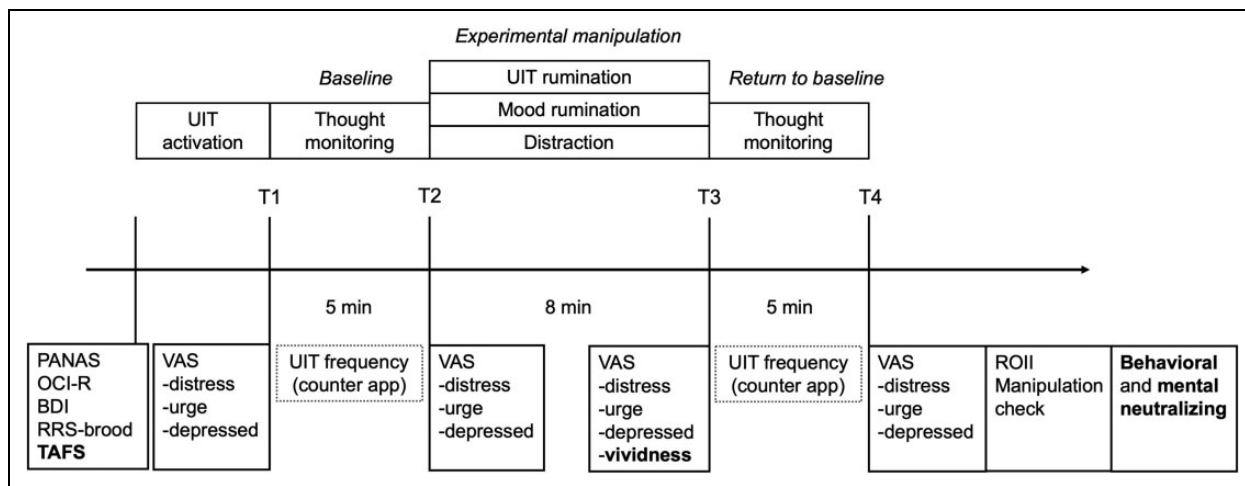 Experimental manipulation
Baseline
UIT rumination
Return to baseline
UIT
activation
Thought
monitoring
Mood rumination
Distraction
Thought
monitoring
T1
T2
T3
T4
5 min
8 min
5 min
PANAS
OCI-R
BDI
RRS-brood
TAFS
VAS
-distress
-urge
-depressed
UIT frequency
(counter app)
VAS
-distress
-urge
-depressed
VAS
-distress
-urge
-depressed
-vividness
UIT frequency
(counter app)
VAS
-distress
-urge
-depressed
ROII
Manipulation
check
Behavioral
and mental
neutralizing